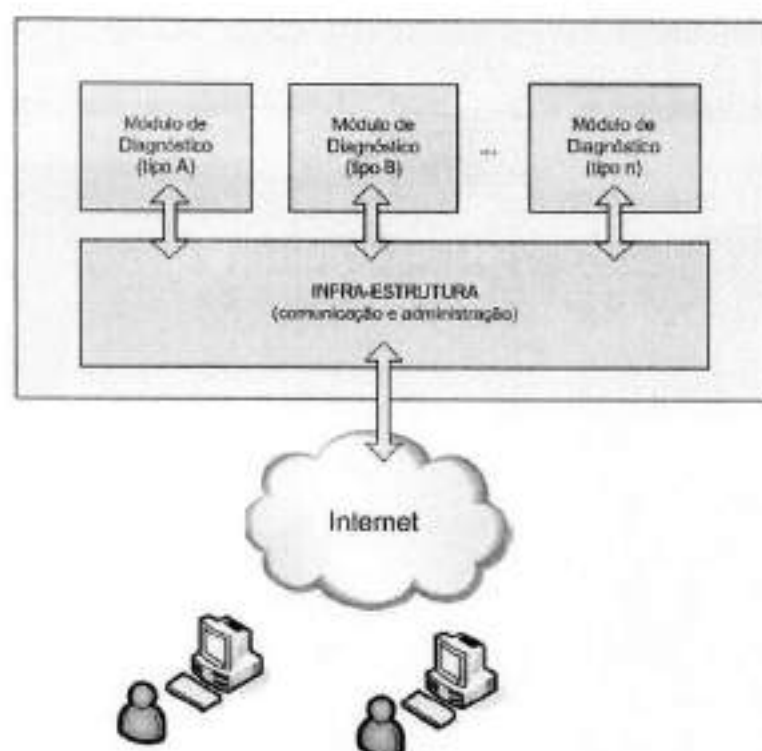 Módulo de
Diagnóstico
(tipo A)
Módulo de
Diagnóstico
(tipo B)
...
Módulo de
Diagnóstico
(tipo n)
INFRA-ESTRUTURA
(comunicação e administração)
Internet